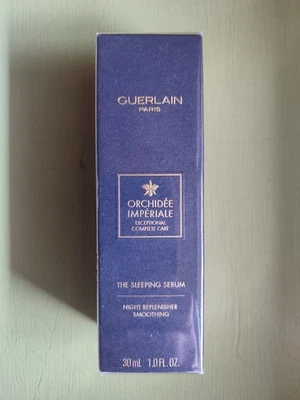 GUERLAIN
PARIS
ORCHIDÉE
IMPÉRIALE
EXCEPTIONAL
COMPLETE CARE
THE SLEEPING SERUM
NIGHT REPLENISHER
SMOOTHING
30 mL 1.0 FL. OZ.